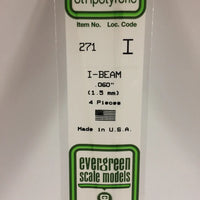 Item No. Loc. Code
271 I
I-BEAM
.060"
(1.5 mm)
4 Pieces
Made in U.S.A.
evergreen
scale models